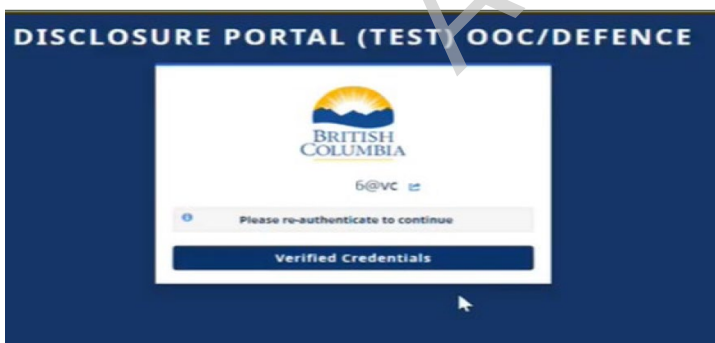 DISCLOSURE PORTAL (TEST) OOC/DEFENCE
BRITISH
COLUMBIA
6@vc
Please re-authenticate to continue
Verified Credentials